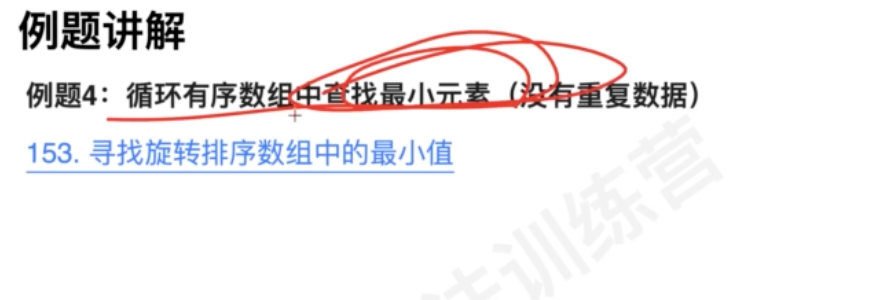 例题讲解
例题4：循环有序数组中查找最小元素（没有重复数据）
153. 寻找旋转排序数组中的最小值
法训练营